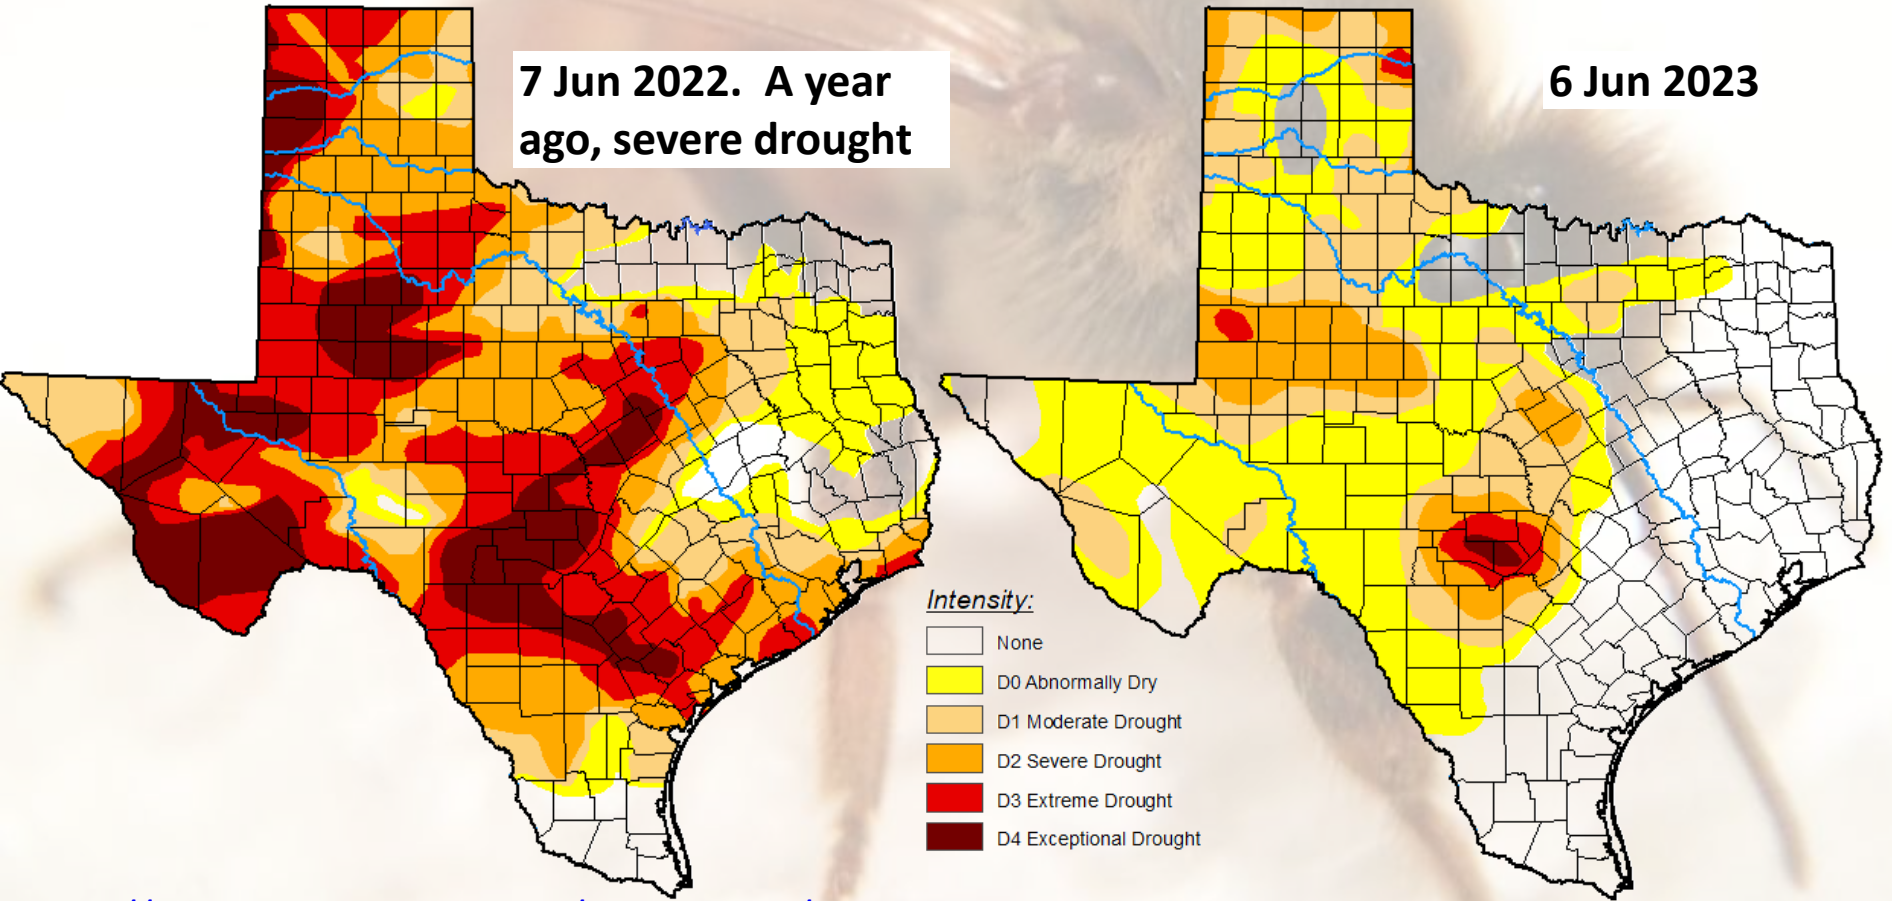 7 Jun 2022.  A year
ago, severe drought
6 Jun 2023
Intensity:
None
D0 Abnormally Dry
D1 Moderate Drought
D2 Severe Drought
D3 Extreme Drought
D4 Exceptional Drought